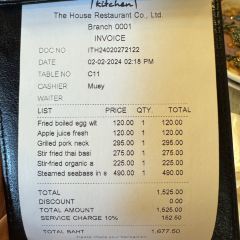 [kitchen]
The House Restaurant Co., Ltd.
Branch 0001
INVOICE
DOC NO ITH24020272122
DATE 02-02-2024 02:18 PM
TABLE NO C11
CASHIER Muey
WAITER
LIST PRICE QTY. TOTAL
Fried boiled egg wit 120.00 1 120.00
Apple juice fresh 120.00 1 120.00
Grilled pork neck 295.00 1 295.00
Stir fried thai basi 275.00 1 275.00
Stir-fried organic a 225.00 1 225.00
Steamed seabass in s 490.00 1 490.00
TOTAL 1,525.00
DISCOUNT 0.00
TOTAL AMOUNT 1,525.00
SERVICE CHARGE 10% 152.50
TOTAL BAHT 1,677.50